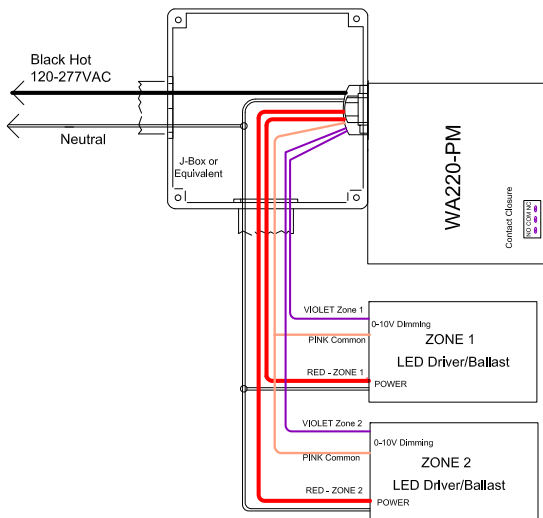 Black Hot
120-277VAC
Neutral
J-Box or
Equivalent
WA220-PM
Contact Closure
NO COM NC
VIOLET Zone 1
0-10V Dimming
PINK Common
ZONE 1
LED Driver/Ballast
RED - ZONE 1
POWER
VIOLET Zone 2
0-10V Dimming
PINK Common
ZONE 2
LED Driver/Ballast
RED - ZONE 2
POWER